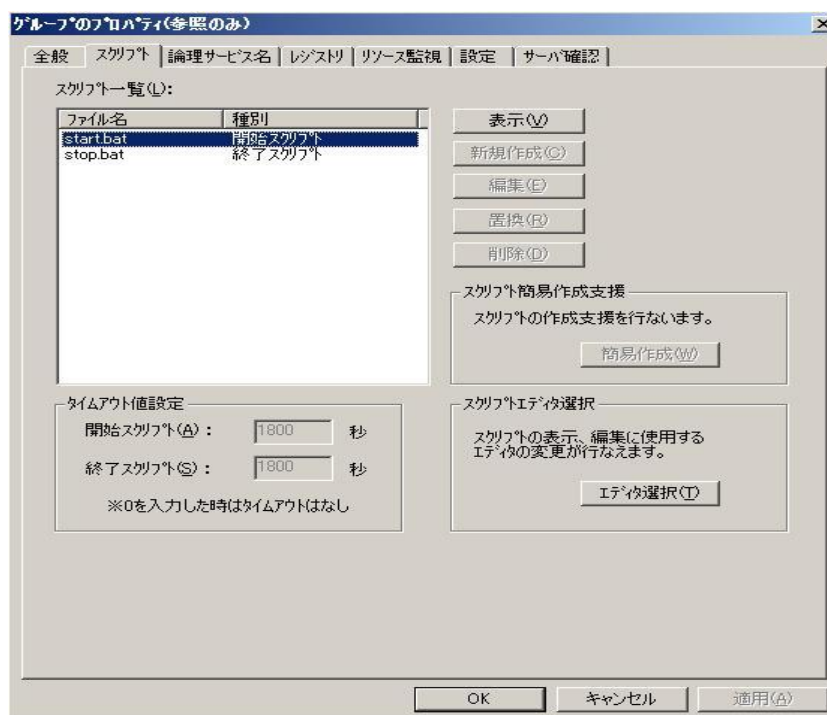 ｸﾞﾙｰﾌﾟのﾌﾟﾛﾊﾟﾃｨ(参照のみ)
全般 ｽｸﾘﾌﾟﾄ 論理ｻｰﾋﾞｽ名 ﾚｼﾞｽﾄﾘ ﾘｿｰｽ監視 設定 ｻｰﾊﾞ確認
ｽｸﾘﾌﾟﾄ一覧(L):
ﾌｧｲﾙ名 種別
start.bat 開始ｽｸﾘﾌﾟﾄ
stop.bat 終了ｽｸﾘﾌﾟﾄ
表示(V)
新規作成(C)
編集(E)
置換(R)
削除(D)
ｽｸﾘﾌﾟﾄ簡易作成支援
ｽｸﾘﾌﾟﾄの作成支援を行ないます。
簡易作成(W)
ﾀｲﾑｱｳﾄ値設定
開始ｽｸﾘﾌﾟﾄ(A): 1800 秒
終了ｽｸﾘﾌﾟﾄ(S): 1800 秒
※0を入力した時はﾀｲﾑｱｳﾄはなし
ｽｸﾘﾌﾟﾄｴﾃﾞｨﾀ選択
ｽｸﾘﾌﾟﾄの表示、編集に使用する
ｴﾃﾞｨﾀの変更が行なえます。
ｴﾃﾞｨﾀ選択(T)
OK キャンセル 適用(A)